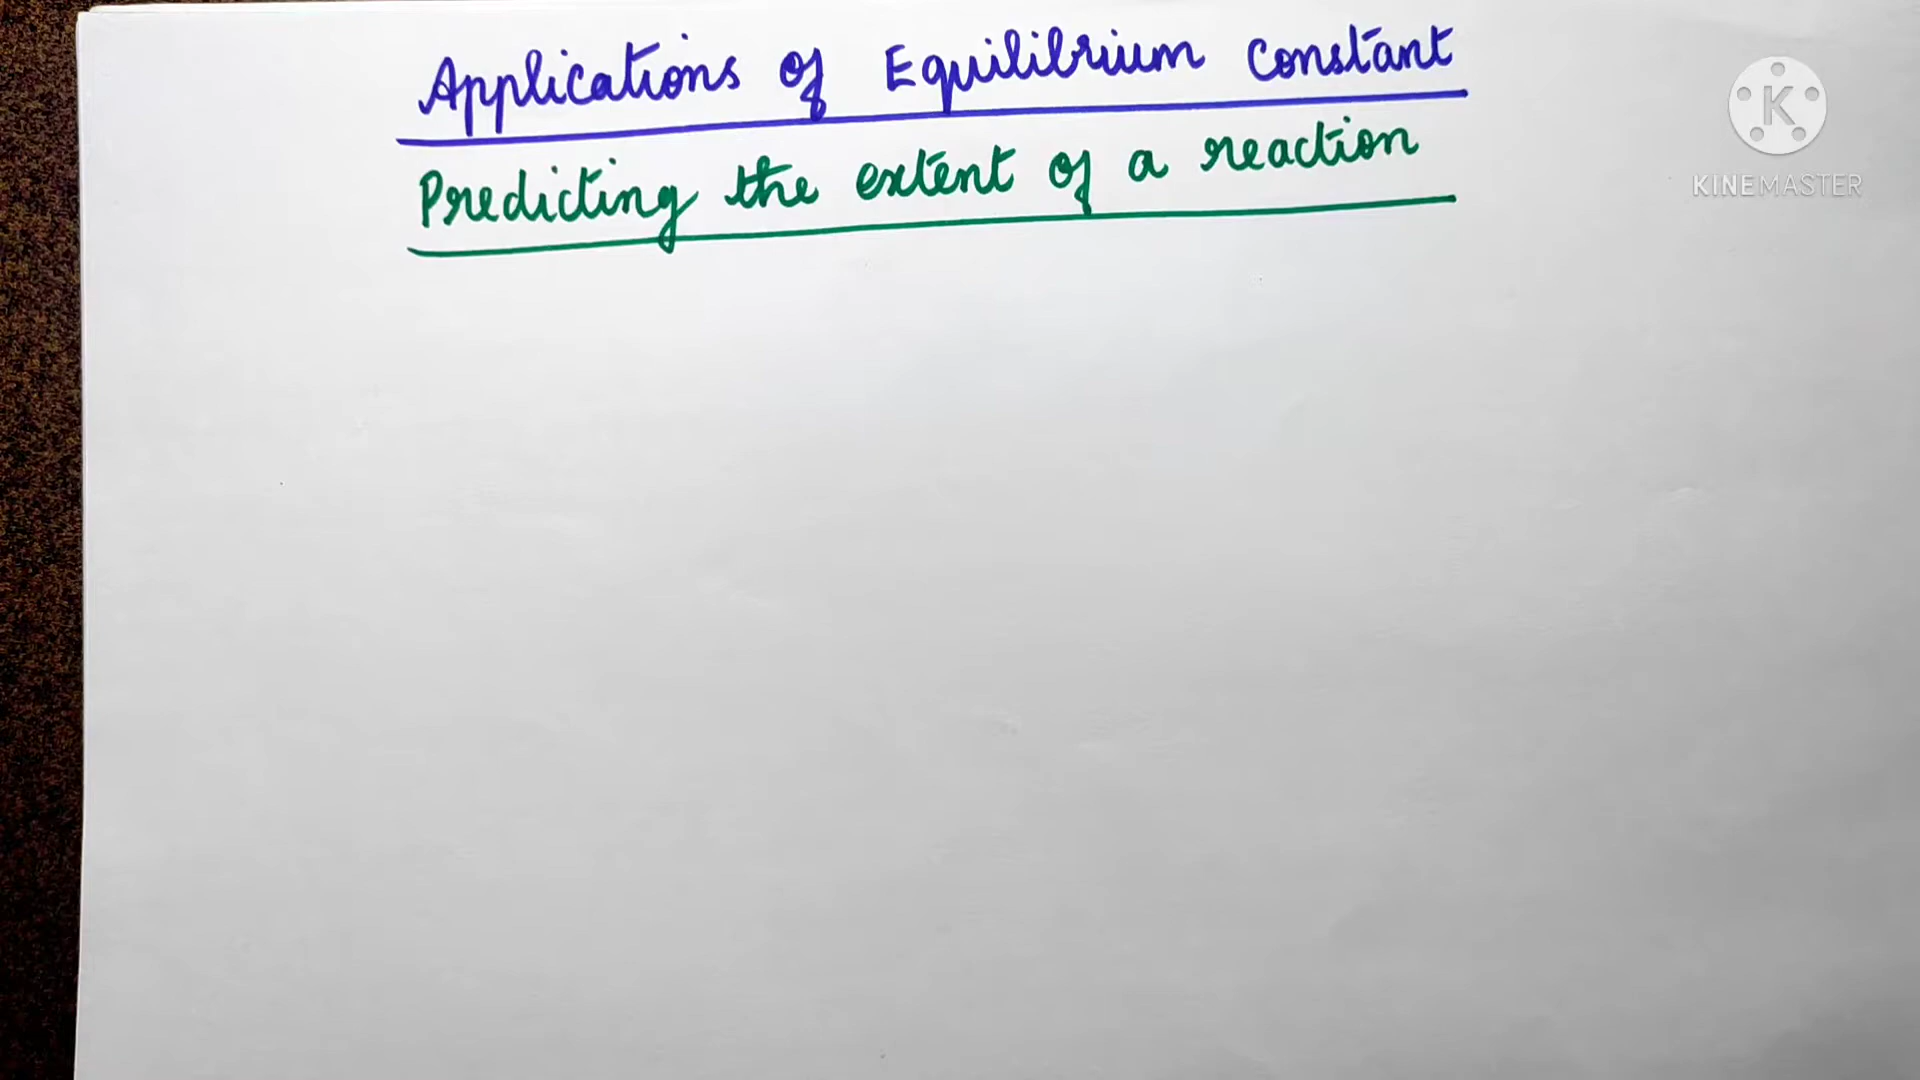 Applications of Equilibrium Constant
Predicting the extent of a reaction
K
KINEMASTER